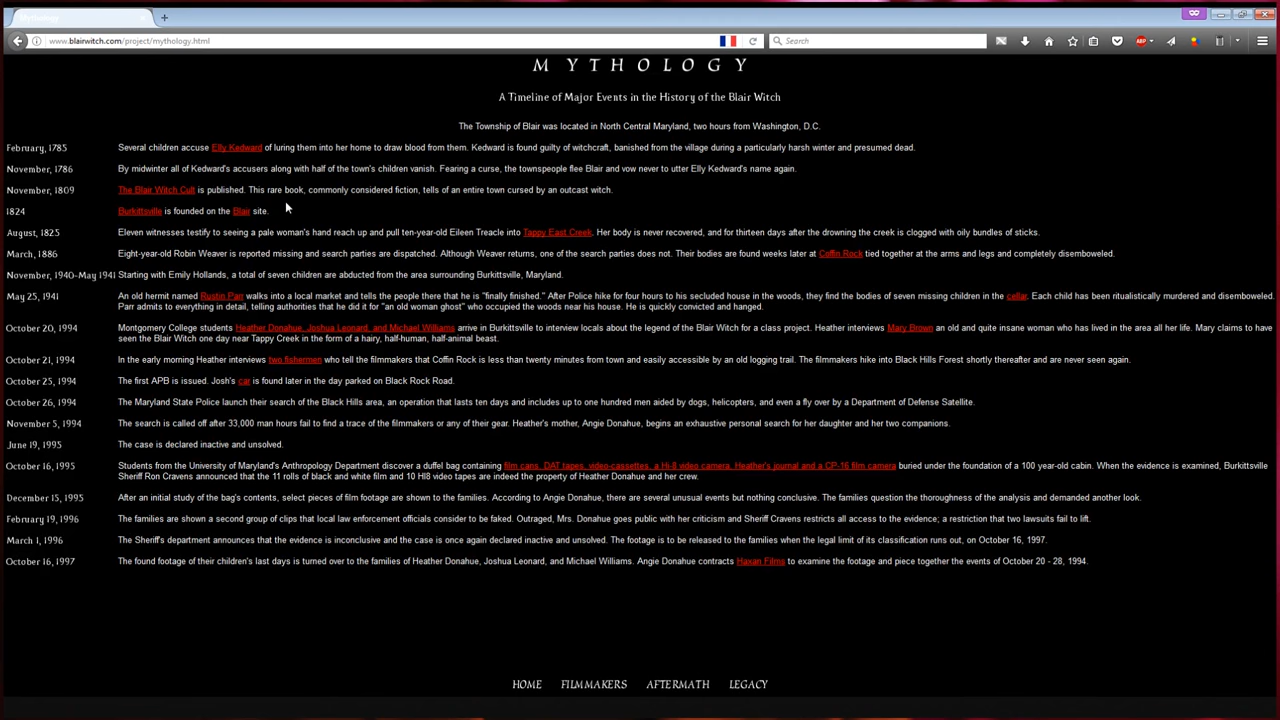 Mythology
www.blairwitch.com/project/mythology.html
Search
ABP
MYTHOLOGY
A Timeline of Major Events in the History of the Blair Witch
The Township of Blair was located in North Central Maryland, two hours from Washington, D.C.
February, 1785 Several children accuse Elly Kedward of luring them into her home to draw blood from them. Kedward is found guilty of witchcraft, banished from the village during a particularly harsh winter and presumed dead.
November, 1786 By midwinter all of Kedward's accusers along with half of the town's children vanish. Fearing a curse, the townspeople flee Blair and vow never to utter Elly Kedward's name again.
November, 1809 The Blair Witch Cult is published. This rare book, commonly considered fiction, tells of an entire town cursed by an outcast witch.
1824 Burkittsville is founded on the Blair site.
August, 1825 Eleven witnesses testify to seeing a pale woman's hand reach up and pull ten-year-old Eileen Treacle into Tappy East Creek. Her body is never recovered, and for thirteen days after the drowning the creek is clogged with oily bundles of sticks.
March, 1886 Eight-year-old Robin Weaver is reported missing and search parties are dispatched. Although Weaver returns, one of the search parties does not. Their bodies are found weeks later at Coffin Rock tied together at the arms and legs and completely disemboweled.
November, 1940-May 1941 Starting with Emily Hollands, a total of seven children are abducted from the area surrounding Burkittsville, Maryland.
May 25, 1941 An old hermit named Rustin Parr walks into a local market and tells the people there that he is "finally finished." After Police hike for four hours to his secluded house in the woods, they find the bodies of seven missing children in the cellar. Each child has been ritualistically murdered and disemboweled.
Parr admits to everything in detail, telling authorities that he did it for "an old woman ghost" who occupied the woods near his house. He is quickly convicted and hanged.
October 20, 1994 Montgomery College students Heather Donahue, Joshua Leonard, and Michael Williams arrive in Burkittsville to interview locals about the legend of the Blair Witch for a class project. Heather interviews Mary Brown an old and quite insane woman who has lived in the area all her life. Mary claims to have
seen the Blair Witch one day near Tappy Creek in the form of a hairy, half-human, half-animal beast.
October 21, 1994 In the early morning Heather interviews two fishermen who tell the filmmakers that Coffin Rock is less than twenty minutes from town and easily accessible by an old logging trail. The filmmakers hike into Black Hills Forest shortly thereafter and are never seen again.
October 25, 1994 The first APB is issued. Josh's car is found later in the day parked on Black Rock Road.
October 26, 1994 The Maryland State Police launch their search of the Black Hills area, an operation that lasts ten days and includes up to one hundred men aided by dogs, helicopters, and even a fly over by a Department of Defense Satellite.
November 5, 1994 The search is called off after 33,000 man hours fail to find a trace of the filmmakers or any of their gear. Heather's mother, Angie Donahue, begins an exhaustive personal search for her daughter and her two companions.
June 19, 1995 The case is declared inactive and unsolved.
October 16, 1995 Students from the University of Maryland's Anthropology Department discover a duffel bag containing film cans, DAT tapes, video-cassettes, a Hi-8 video camera, Heather's journal and a CP-16 film camera buried under the foundation of a 100 year-old cabin. When the evidence is examined, Burkittsville
Sheriff Ron Cravens announced that the 11 rolls of black and white film and 10 HI8 video tapes are indeed the property of Heather Donahue and her crew.
December 15, 1995 After an initial study of the bag's contents, select pieces of film footage are shown to the families. According to Angie Donahue, there are several unusual events but nothing conclusive. The families question the thoroughness of the analysis and demanded another look.
February 19, 1996 The families are shown a second group of clips that local law enforcement officials consider to be faked. Outraged, Mrs. Donahue goes public with her criticism and Sheriff Cravens restricts all access to the evidence; a restriction that two lawsuits fail to lift.
March 1, 1996 The Sheriff's department announces that the evidence is inconclusive and the case is once again declared inactive and unsolved. The footage is to be released to the families when the legal limit of its classification runs out, on October 16, 1997.
October 16, 1997 The found footage of their children's last days is turned over to the families of Heather Donahue, Joshua Leonard, and Michael Williams. Angie Donahue contracts Haxan Films to examine the footage and piece together the events of October 20 - 28, 1994.
HOME FILMMAKERS AFTERMATH LEGACY